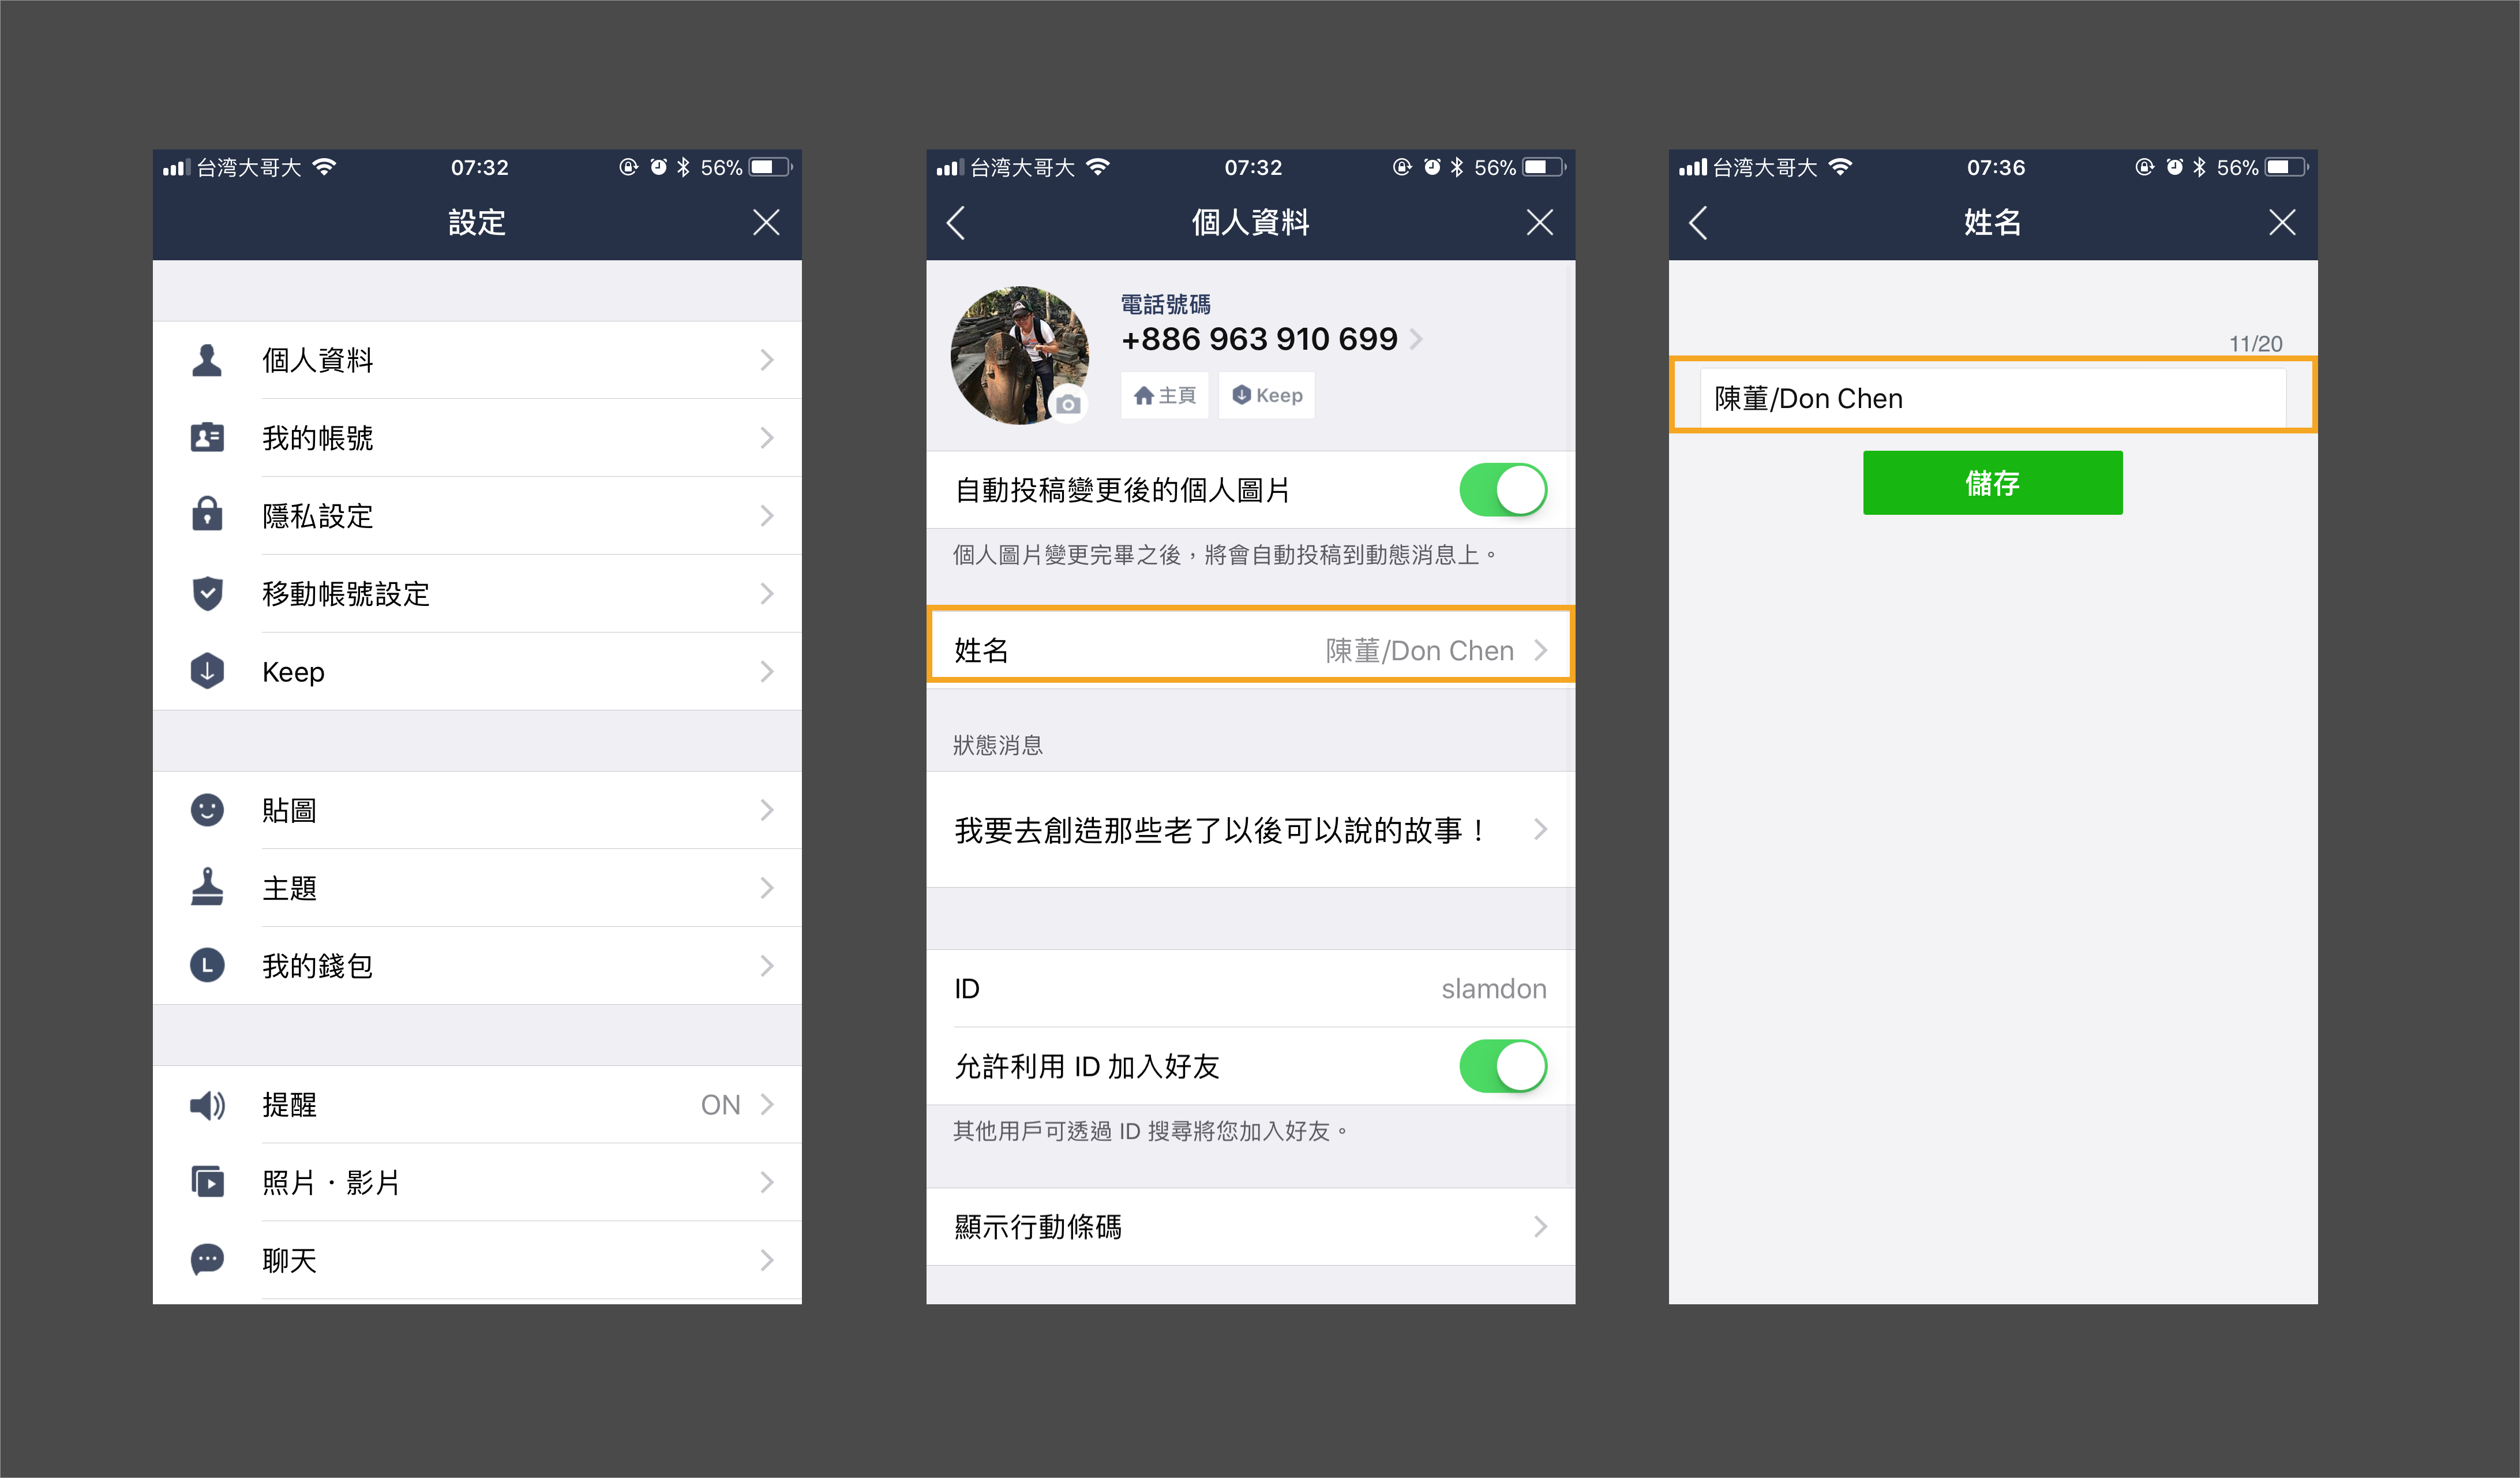 台湾大哥大 07:32 56%
設定
個人資料
我的帳號
隱私設定
移動帳號設定
Keep
貼圖
主題
L 我的錢包
提醒 ON
照片・影片
聊天
台湾大哥大 07:32 56%
個人資料
電話號碼
+886 963 910 699
主頁 Keep
自動投稿變更後的個人圖片
個人圖片變更完畢之後,將會自動投稿到動態消息上。
姓名 陳董/Don Chen
狀態消息
我要去創造那些老了以後可以說的故事!
ID slamdon
允許利用 ID 加入好友
其他用戶可透過 ID 搜尋將您加入好友。
顯示行動條碼
台湾大哥大 07:36 56%
姓名
11/20
陳董/Don Chen
儲存